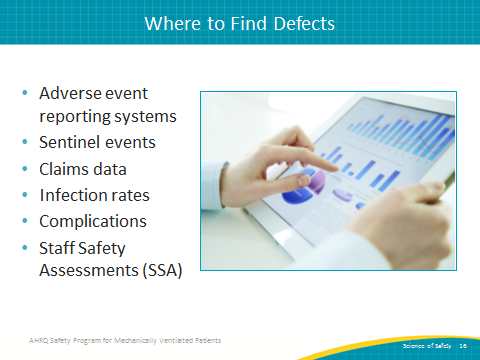 Where to Find Defects
• Adverse event
reporting systems
• Sentinel events
• Claims data
• Infection rates
• Complications
• Staff Safety
Assessments (SSA)
AHRQ Safety Program for Mechanically Ventilated Patients
Science of Safety 16